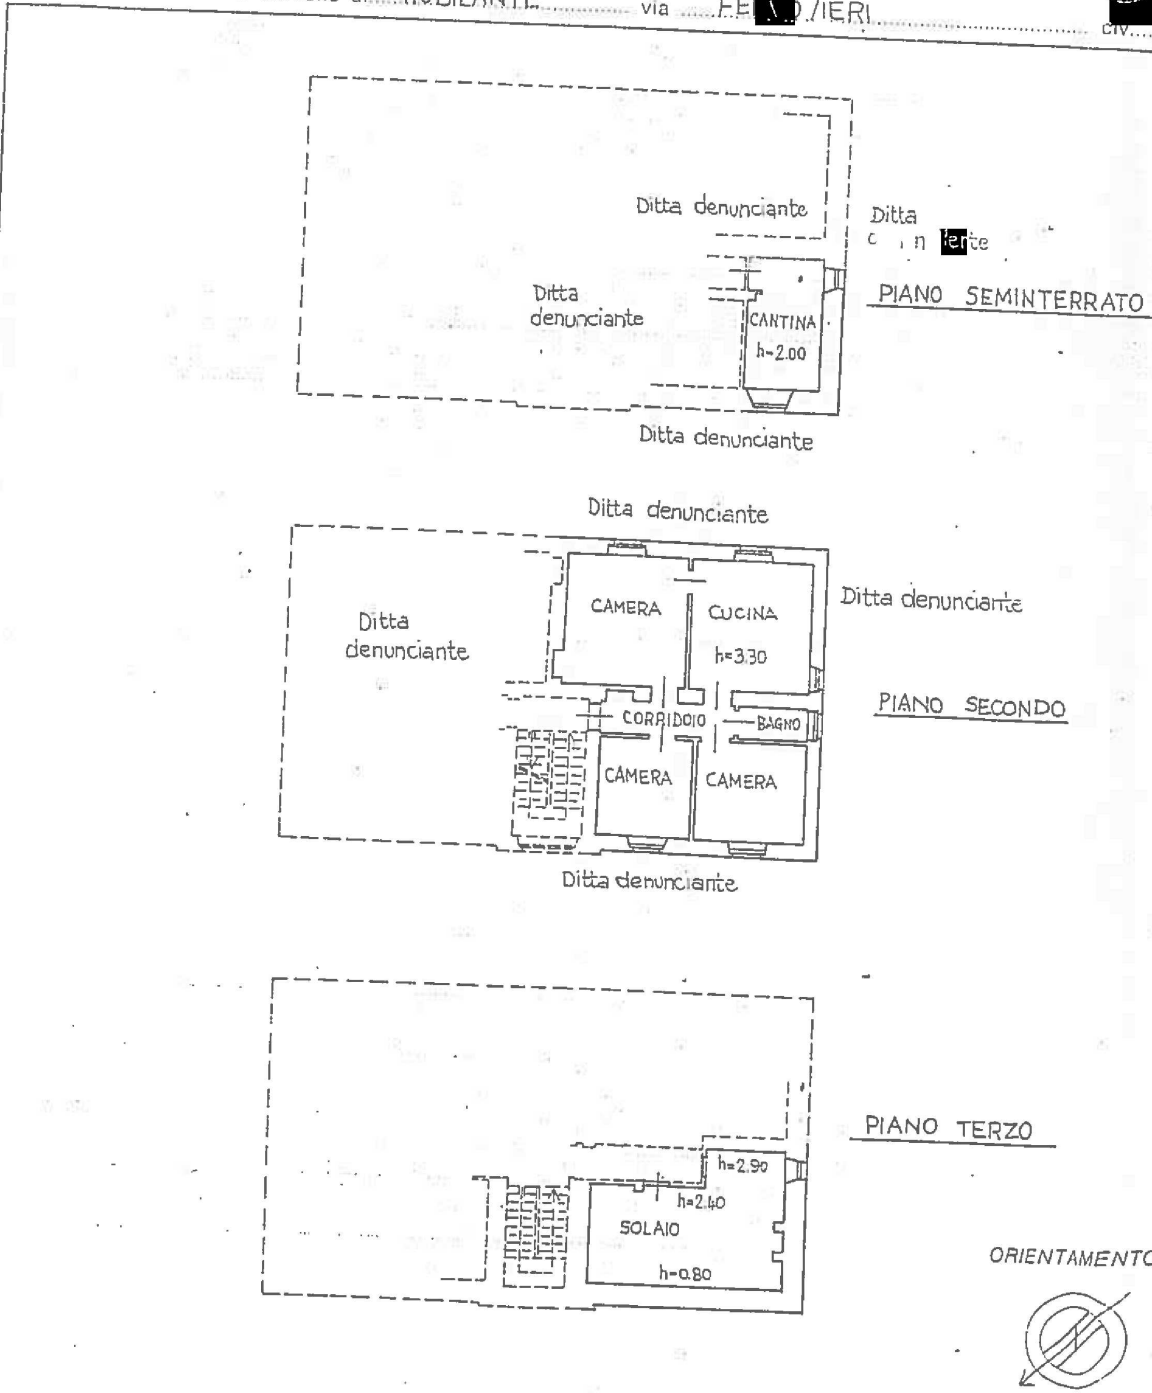 via
civ.
Ditta denunciante
Ditta
Ditta
denunciante
PIANO SEMINTERRATO
CANTINA
h=2.00
Ditta denunciante
Ditta denunciante
CAMERA
CUCINA
h=3.30
Ditta denunciante
Ditta
denunciante
PIANO SECONDO
CORRIDOIO
BAGNO
CAMERA
CAMERA
Ditta denunciante
PIANO TERZO
h=2.90
h=2.40
SOLAIO
h=0.80
ORIENTAMENTO